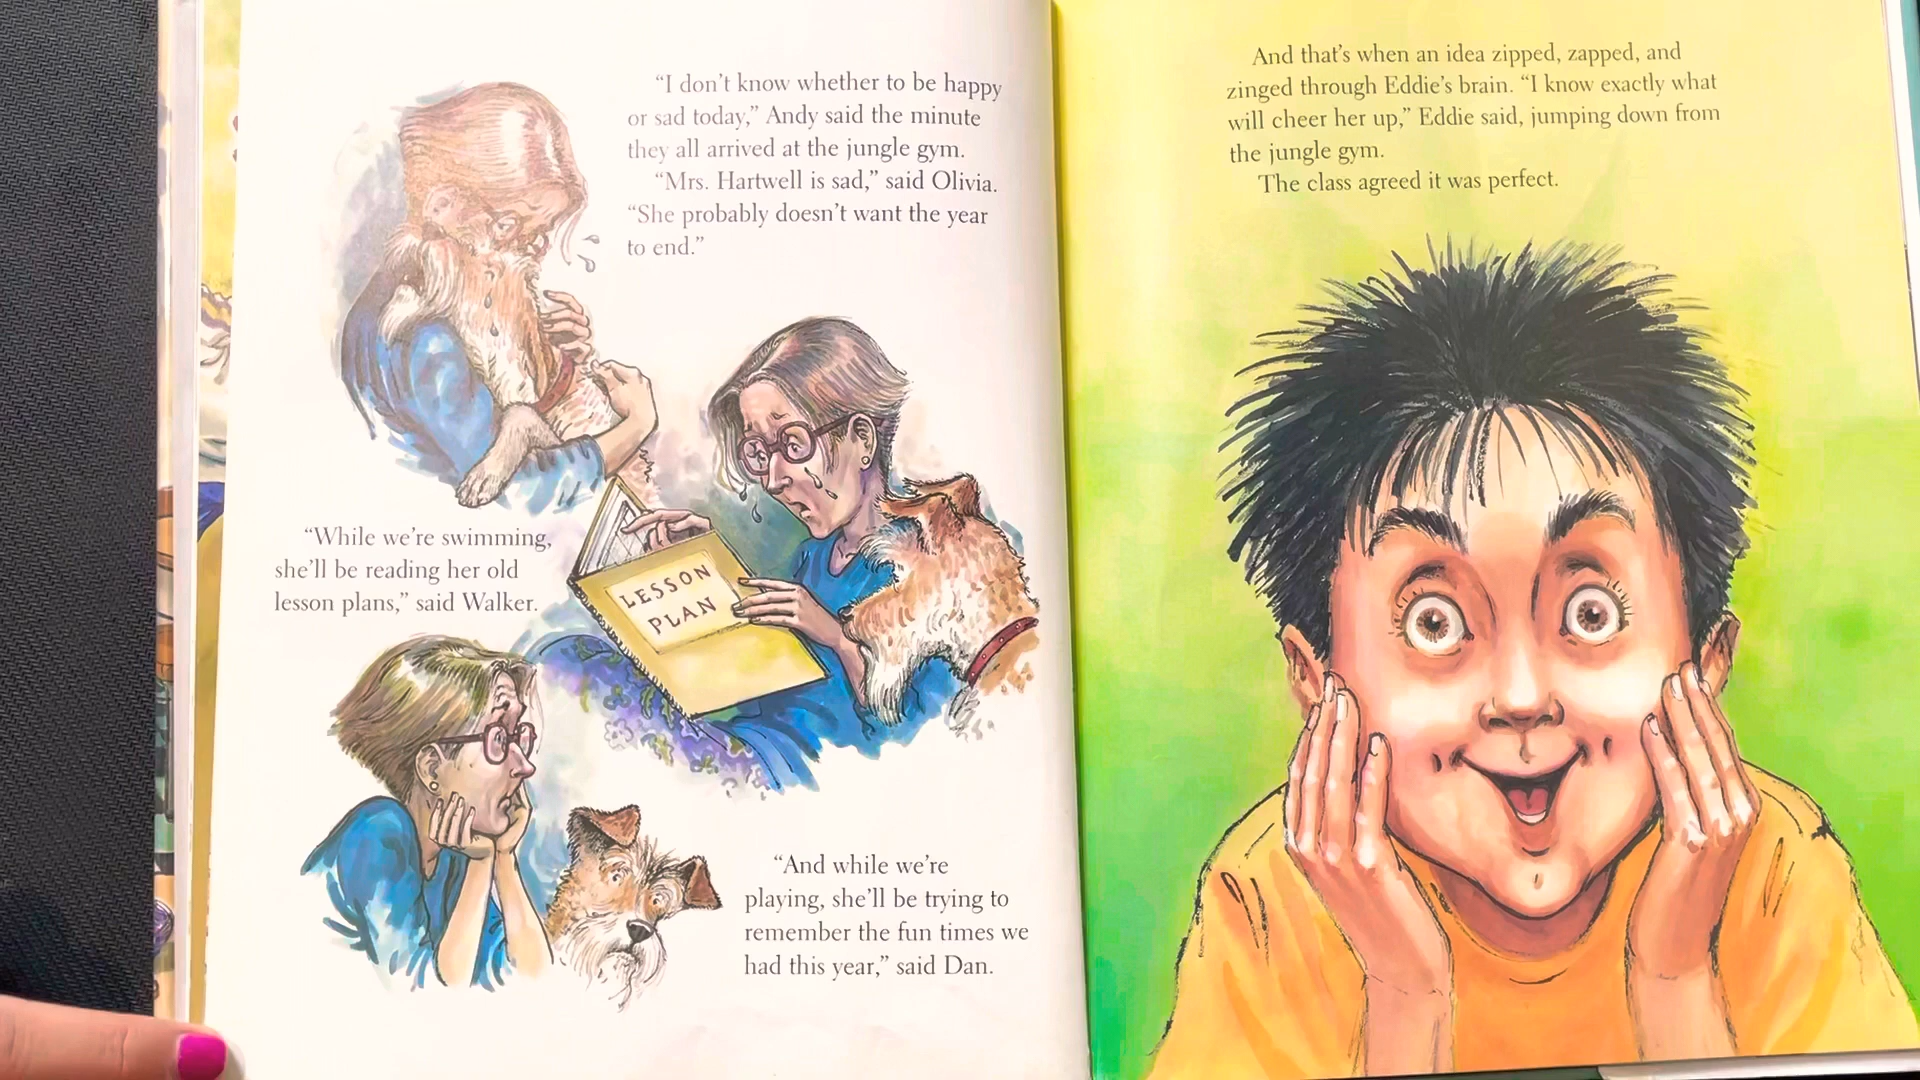 “I don’t know whether to be happy
or sad today,” Andy said the minute
they all arrived at the jungle gym.
“Mrs. Hartwell is sad,” said Olivia.
“She probably doesn’t want the year
to end.”
“While we’re swimming,
she’ll be reading her old
lesson plans,” said Walker.
LESSON
PLAN
“And while we’re
playing, she’ll be trying to
remember the fun times we
had this year,” said Dan.
And that’s when an idea zipped, zapped, and
zinged through Eddie’s brain. “I know exactly what
will cheer her up,” Eddie said, jumping down from
the jungle gym.
The class agreed it was perfect.